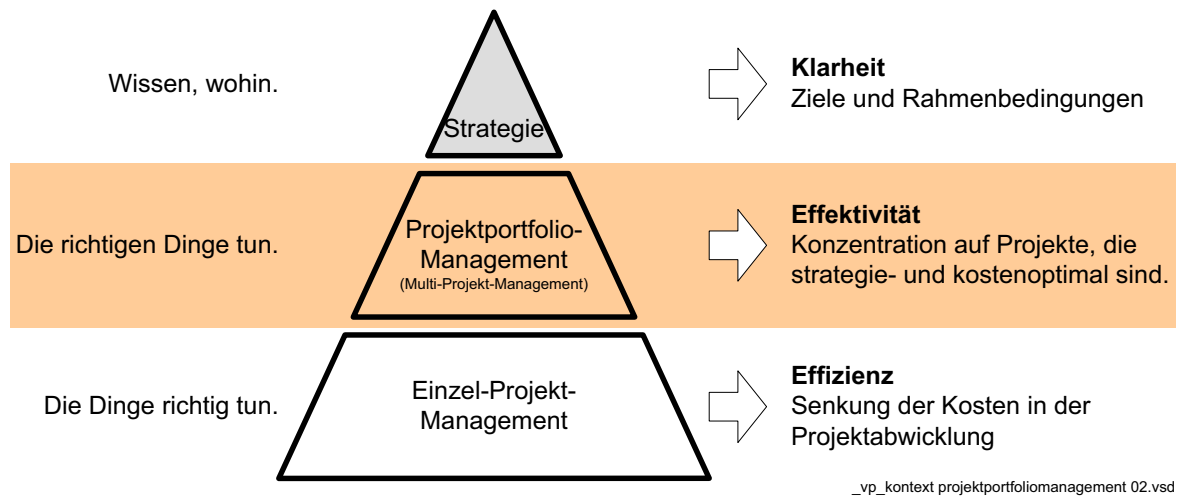 Wissen, wohin.
Strategie
Klarheit
Ziele und Rahmenbedingungen
Die richtigen Dinge tun.
Projektportfolio-
Management
(Multi-Projekt-Management)
Effektivität
Konzentration auf Projekte, die
strategie- und kostenoptimal sind.
Die Dinge richtig tun.
Einzel-Projekt-
Management
Effizienz
Senkung der Kosten in der
Projektabwicklung
_vp_kontext projektportfoliomanagement 02.vsd